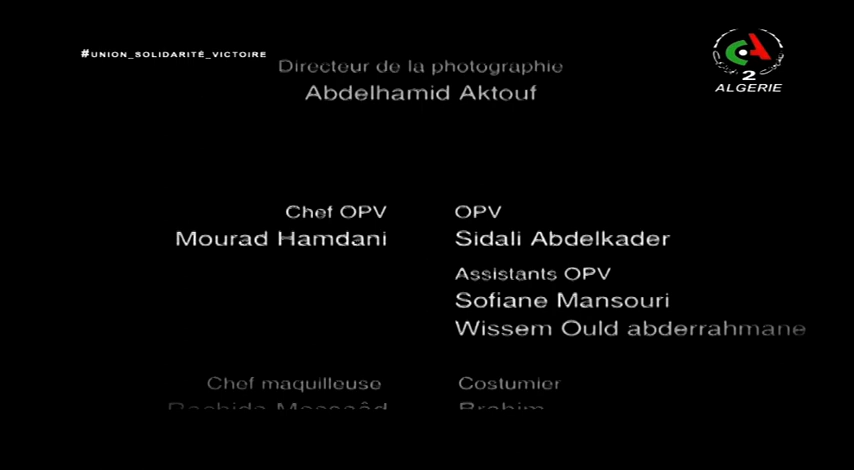 #UNION_SOLIDARITÉ_VICTOIRE
2
ALGERIE
Directeur de la photographie
Abdelhamid Aktouf
Chef OPV
Mourad Hamdani
OPV
Sidali Abdelkader
Assistants OPV
Sofiane Mansouri
Wissem Ould abderrahmane
Chef maquilleuse
Costumier
Brahim